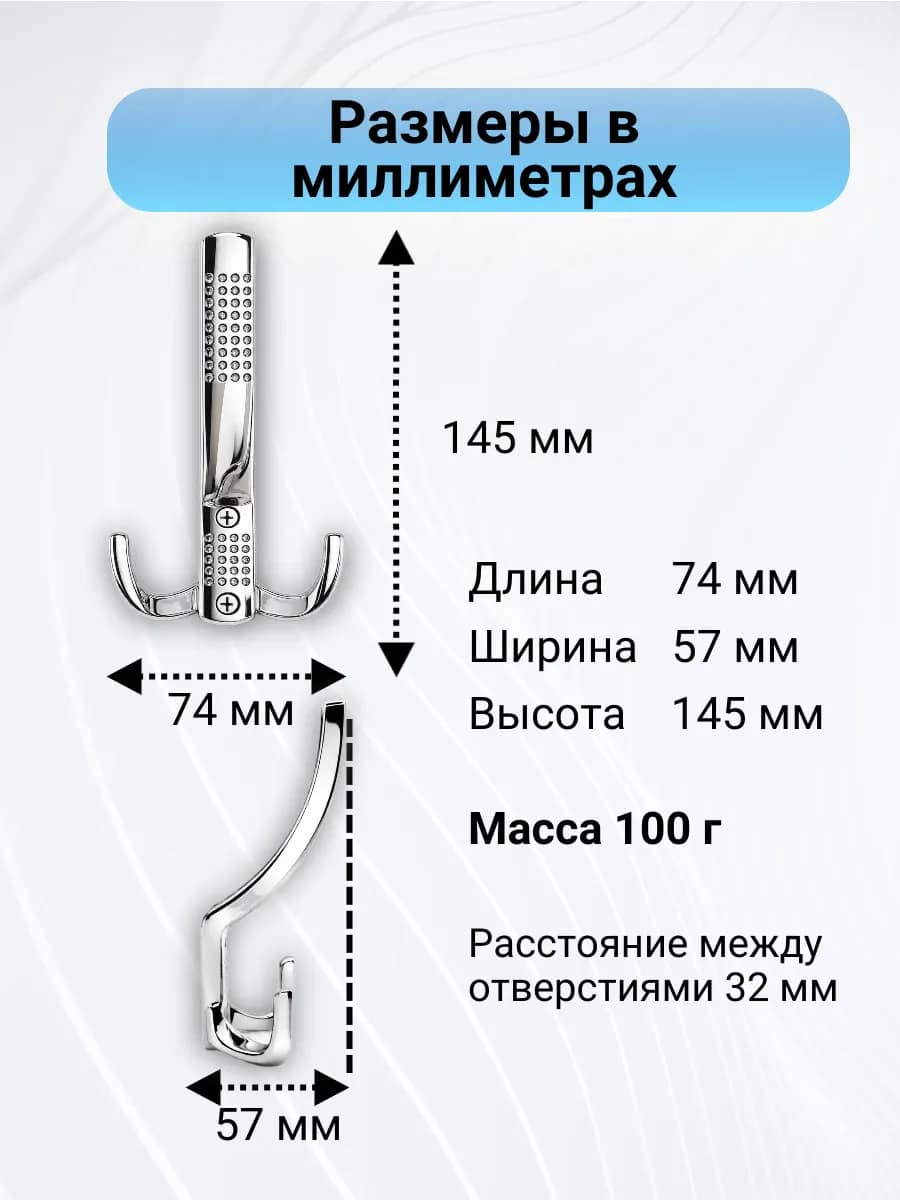 Размеры в
миллиметрах
145 мм
Длина 74 мм
Ширина 57 мм
Высота 145 мм
74 мм
Масса 100 г
Расстояние между
отверстиями 32 мм
57 мм